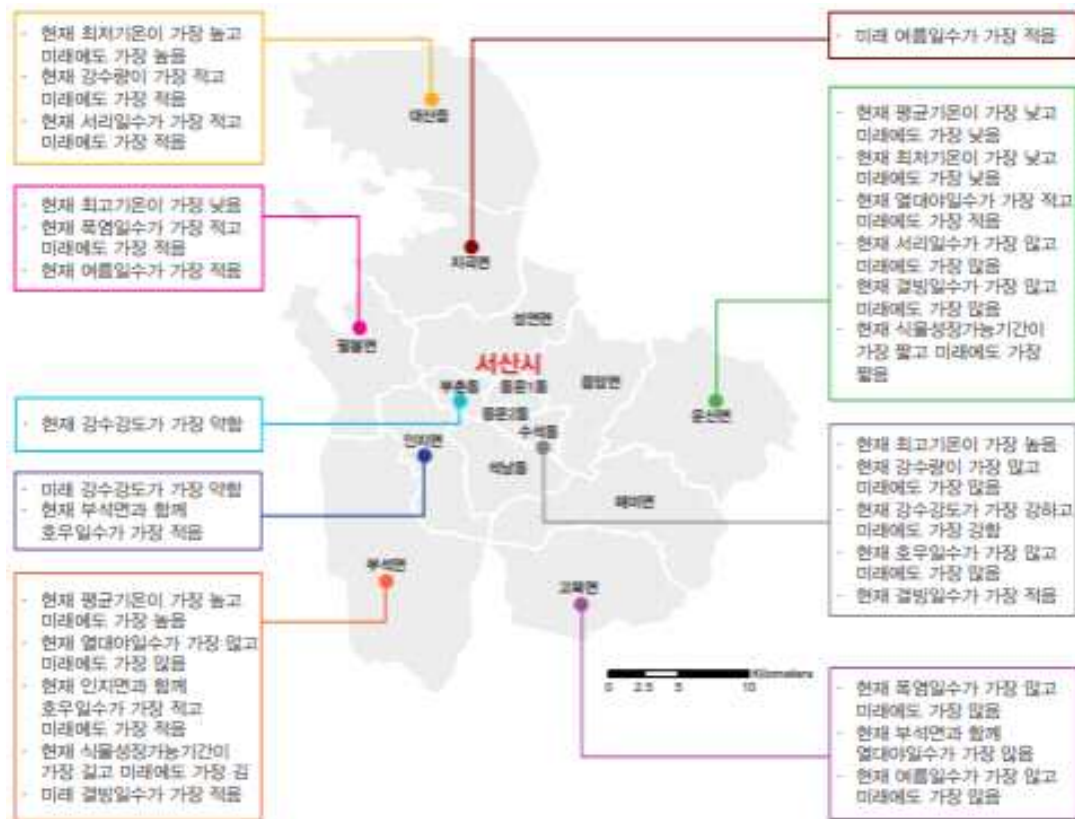 - 현재 최저기온이 가장 높고
미래에도 가장 높음
- 현재 강수량이 가장 적고
미래에도 가장 적음
- 현재 서리일수가 가장 적고
미래에도 가장 적음
- 현재 최고기온이 가장 낮음
- 현재 폭염일수가 가장 적고
미래에도 가장 적음
- 현재 여름일수가 가장 적음
- 현재 강수강도가 가장 약함
- 미래 강수강도가 가장 약함
- 현재 부석면과 함께
호우일수가 가장 적음
- 현재 평균기온이 가장 높고
미래에도 가장 높음
- 현재 열대야일수가 가장 많고
미래에도 가장 많음
- 현재 인지면과 함께
호우일수가 가장 적고
미래에도 가장 적음
- 현재 식물성장가능기간이
가장 길고 미래에도 가장 김
- 미래 결빙일수가 가장 적음
대산읍
지곡면
성연면
팔봉면
서산시
부춘동
동문1동
음암면
운산면
동문2동
수석동
인지면
석남동
해미면
부석면
고북면
Kilometers
0 2.5 5 10
- 미래 여름일수가 가장 적음
- 현재 평균기온이 가장 낮고
미래에도 가장 낮음
- 현재 최저기온이 가장 낮고
미래에도 가장 낮음
- 현재 열대야일수가 가장 적고
미래에도 가장 적음
- 현재 서리일수가 가장 많고
미래에도 가장 많음
- 현재 결빙일수가 가장 많고
미래에도 가장 많음
- 현재 식물성장가능기간이
가장 짧고 미래에도 가장
짧음
- 현재 최고기온이 가장 높음
- 현재 강수량이 가장 많고
미래에도 가장 많음
- 현재 강수강도가 가장 강하고
미래에도 가장 강함
- 현재 호우일수가 가장 많고
미래에도 가장 많음
- 현재 결빙일수가 가장 적음
- 현재 폭염일수가 가장 많고
미래에도 가장 많음
- 현재 부석면과 함께
열대야일수가 가장 많음
- 현재 여름일수가 가장 많고
미래에도 가장 많음